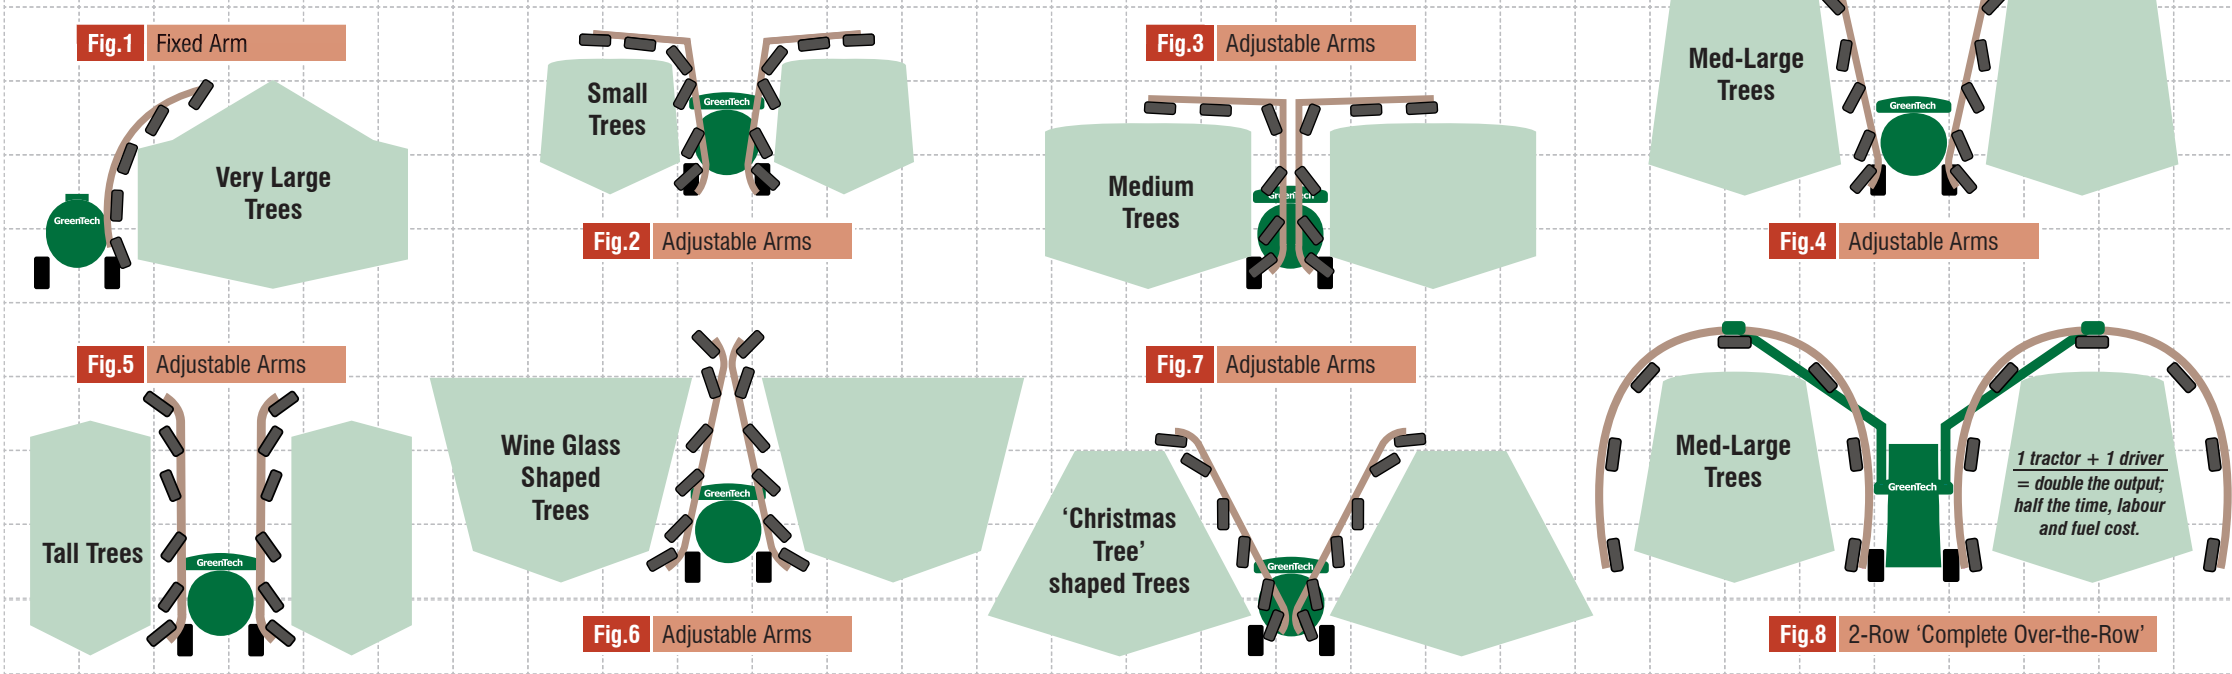 Fig.1 Fixed Arm
GreenTech
Very Large
Trees
Small
Trees
GreenTech
Fig.2 Adjustable Arms
Fig.3 Adjustable Arms
Medium
Trees
GreenTech
Med-Large
Trees
GreenTech
Fig.4 Adjustable Arms
Fig.5 Adjustable Arms
Tall Trees
GreenTech
Wine Glass
Shaped
Trees
GreenTech
Fig.6 Adjustable Arms
Fig.7 Adjustable Arms
‘Christmas
Tree’
shaped Trees
GreenTech
Med-Large
Trees
GreenTech
1 tractor + 1 driver
= double the output;
half the time, labour
and fuel cost.
Fig.8 2-Row ‘Complete Over-the-Row’